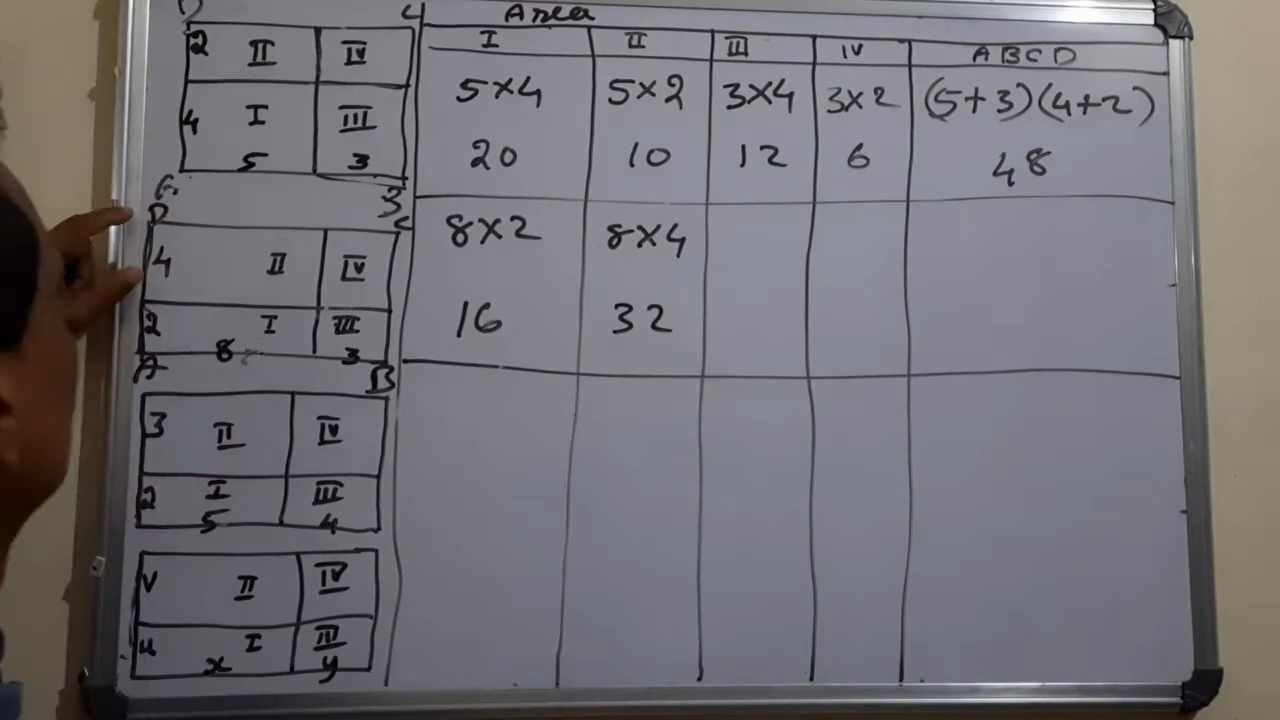 D C Area
I II III IV A B C D
2 II IV
5×4 5×2 3×4 3×2 (5+3)(4+2)
4 I III
5 3
20 10 12 6 48
B
D C
8×2 8×4
4 II IV
2 I III
8 3
16 32
A B
3 II IV
2 I III
5 4
v II IV
u I III
x y